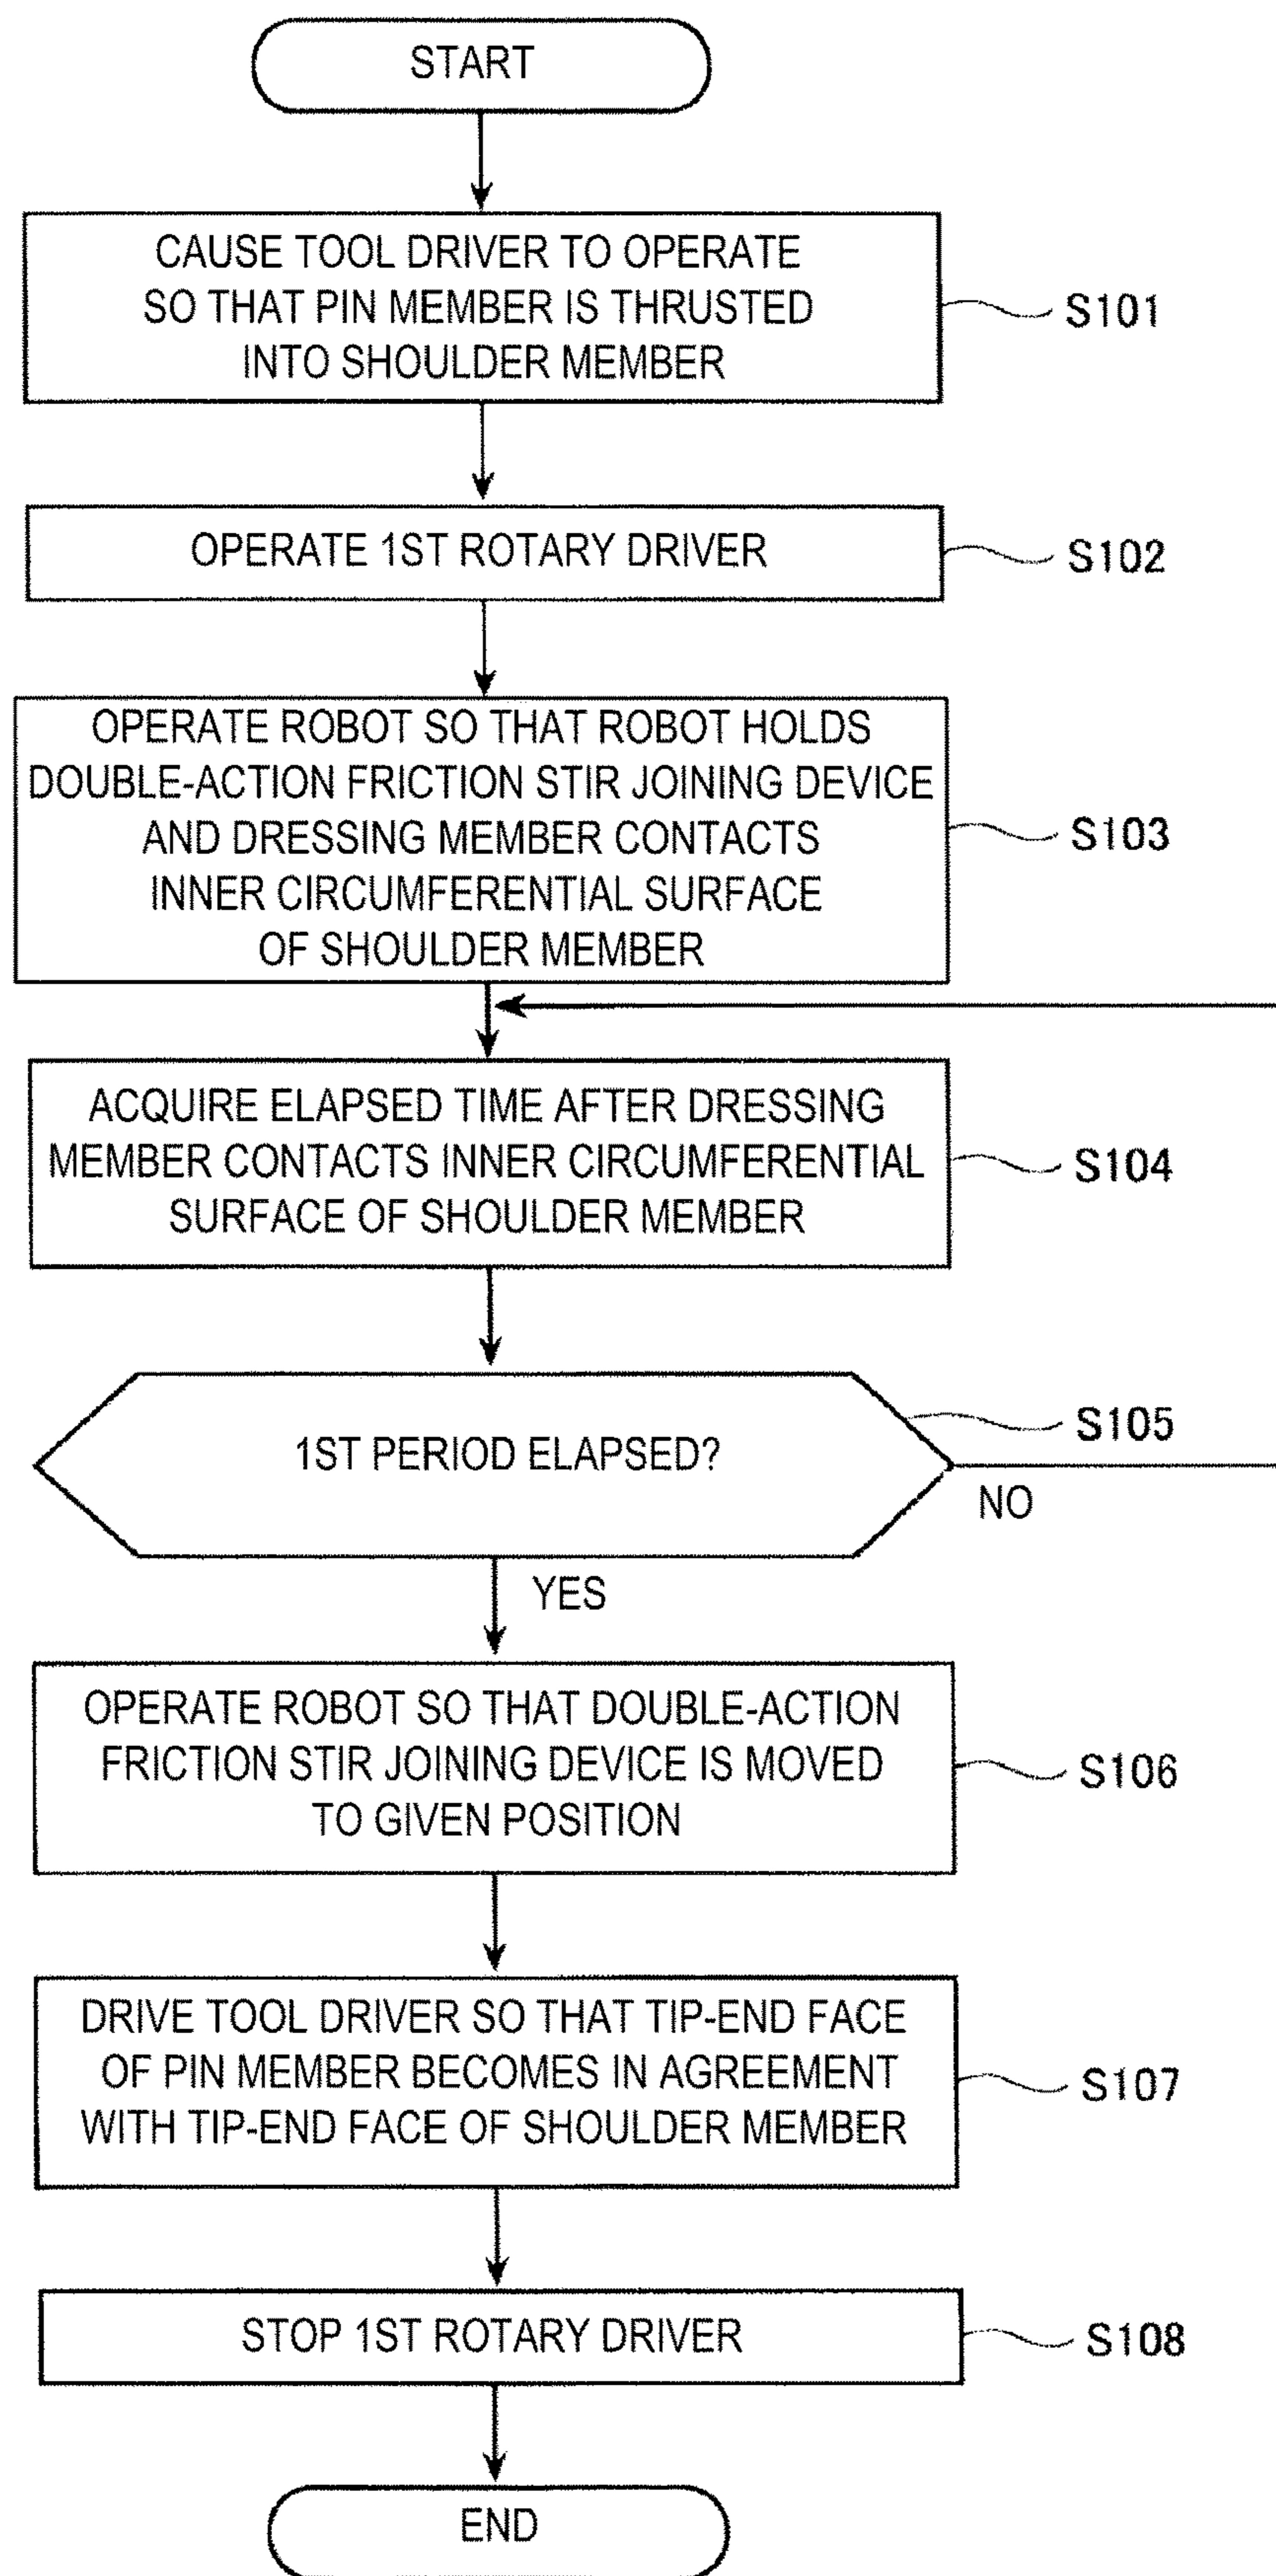 START
CAUSE TOOL DRIVER TO OPERATE
SO THAT PIN MEMBER IS THRUSTED
INTO SHOULDER MEMBER
S101
OPERATE 1ST ROTARY DRIVER
S102
OPERATE ROBOT SO THAT ROBOT HOLDS
DOUBLE-ACTION FRICTION STIR JOINING DEVICE
AND DRESSING MEMBER CONTACTS
INNER CIRCUMFERENTIAL SURFACE
OF SHOULDER MEMBER
S103
ACQUIRE ELAPSED TIME AFTER DRESSING
MEMBER CONTACTS INNER CIRCUMFERENTIAL
SURFACE OF SHOULDER MEMBER
S104
1ST PERIOD ELAPSED?
S105
NO
YES
OPERATE ROBOT SO THAT DOUBLE-ACTION
FRICTION STIR JOINING DEVICE IS MOVED
TO GIVEN POSITION
S106
DRIVE TOOL DRIVER SO THAT TIP-END FACE
OF PIN MEMBER BECOMES IN AGREEMENT
WITH TIP-END FACE OF SHOULDER MEMBER
S107
STOP 1ST ROTARY DRIVER
S108
END